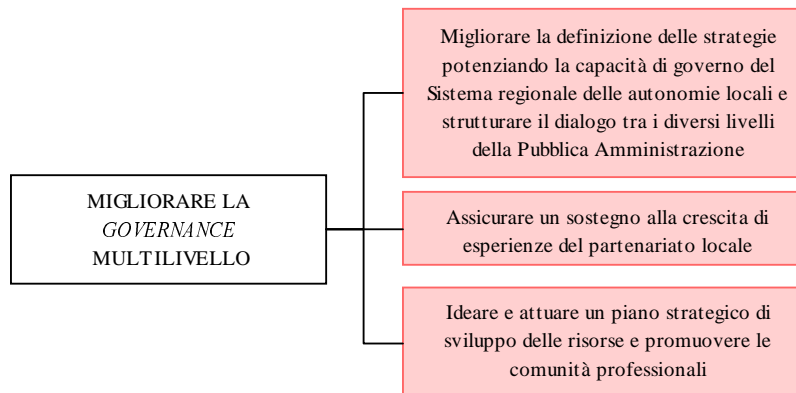 MIGLIORARE LA
GOVERNANCE
MULTILIVELLO
Migliorare la definizione delle strategie
potenziando la capacità di governo del
Sistema regionale delle autonomie locali e
strutturare il dialogo tra i diversi livelli
della Pubblica Amministrazione
Assicurare un sostegno alla crescita di
esperienze del partenariato locale
Ideare e attuare un piano strategico di
sviluppo delle risorse e promuovere le
comunità professionali